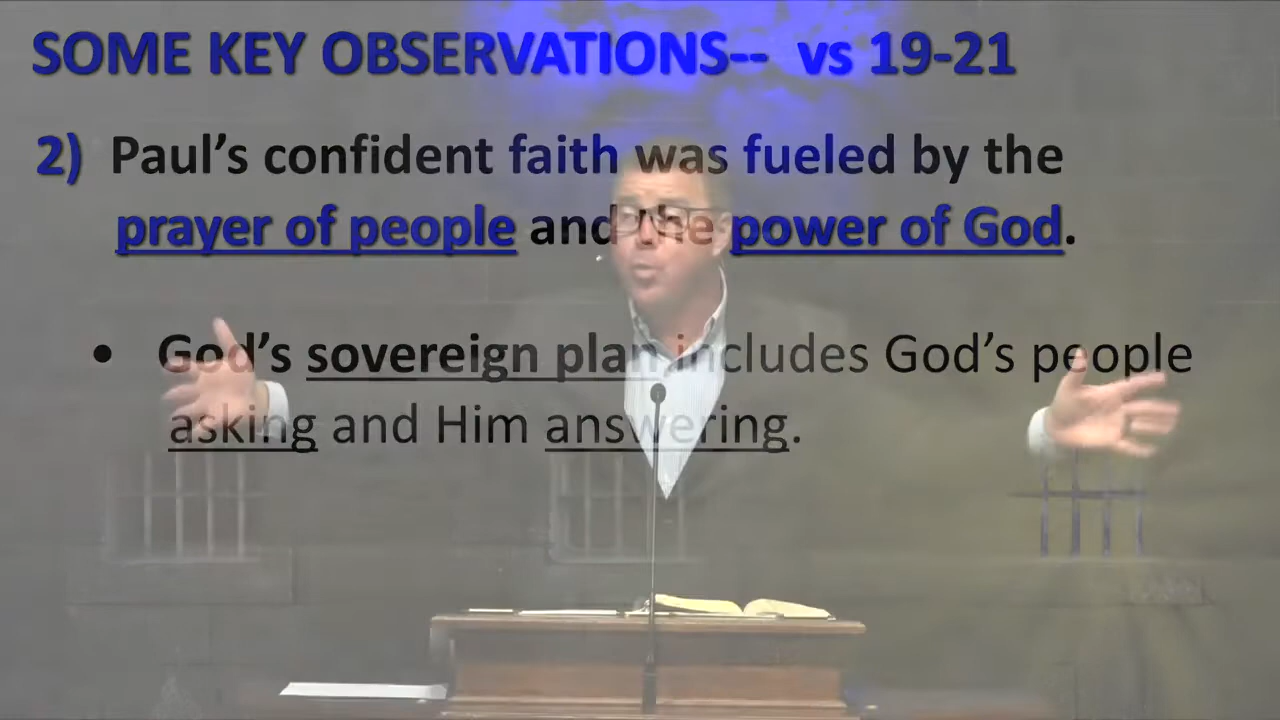 SOME KEY OBSERVATIONS-- vs 19-21
2) Paul's confident faith was fueled by the
prayer of people and the power of God.
• God's sovereign plan includes God's people
asking and Him answering.